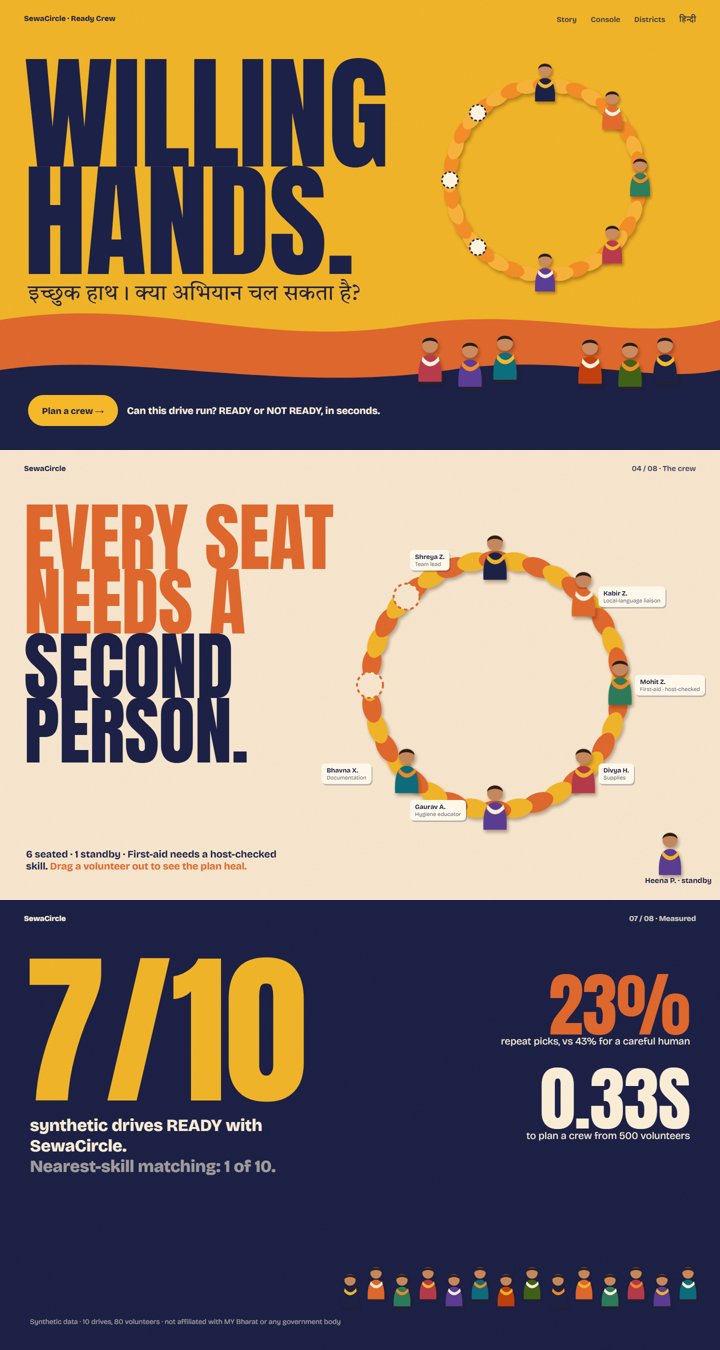 SewaCircle · Ready Crew
Story Console Districts हिन्दी
WILLING
HANDS.
इच्छुक हाथ। क्या अभियान चल सकता है?
Plan a crew →
Can this drive run? READY or NOT READY, in seconds.
SewaCircle
04 / 08 · The crew
EVERY SEAT
NEEDS A
SECOND
PERSON.
Shreya Z.
Team lead
Kabir Z.
Local-language liaison
Mohit Z.
First-aid · host-checked
Divya H.
Supplies
Gaurav A.
Hygiene educator
Bhavna X.
Documentation
6 seated · 1 standby · First-aid needs a host-checked
skill. Drag a volunteer out to see the plan heal.
Heena P. · standby
SewaCircle
07 / 08 · Measured
7/10
synthetic drives READY with
SewaCircle.
Nearest-skill matching: 1 of 10.
23%
repeat picks, vs 43% for a careful human
0.33S
to plan a crew from 500 volunteers
Synthetic data · 10 drives, 80 volunteers · not affiliated with MY Bharat or any government body